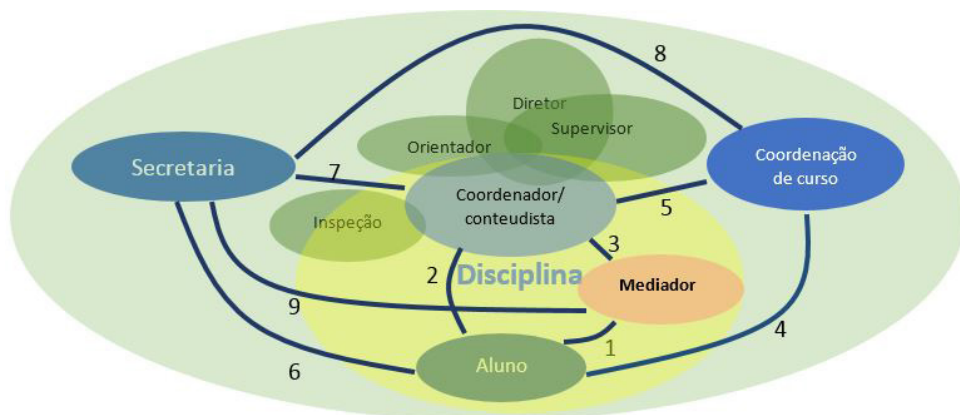 8
Diretor
Supervisor
Orientador
Secretaria
Coordenação
de curso
7
Coordenador/
conteudista
5
Inspeção
3
2
Disciplina
Mediador
9
4
1
Aluno
6